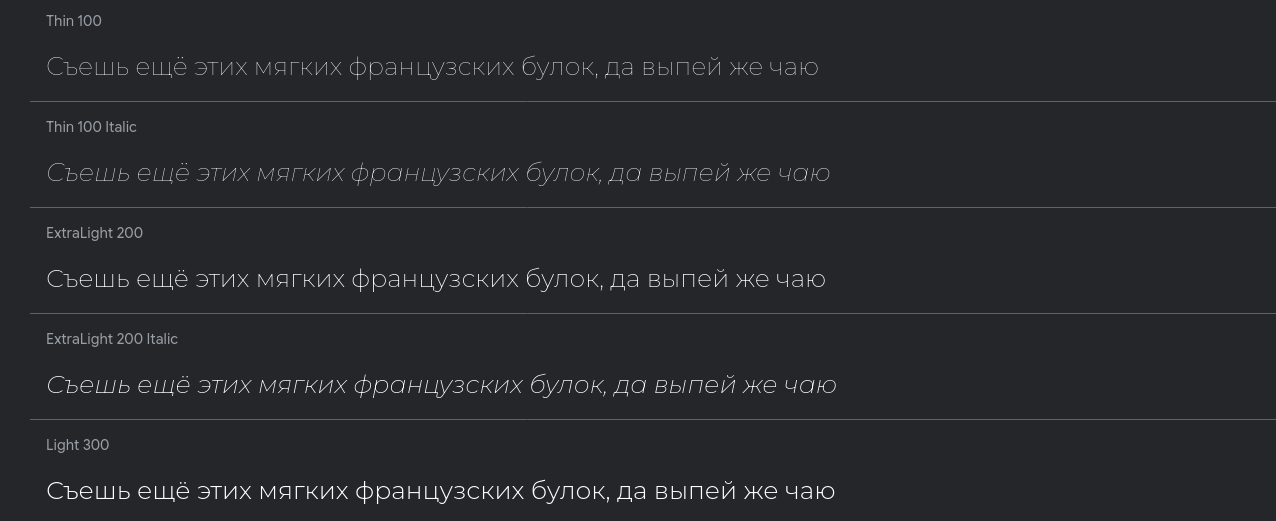 Thin 100
Съешь ещё этих мягких французских булок, да выпей же чаю
Thin 100 Italic
Съешь ещё этих мягких французских булок, да выпей же чаю
ExtraLight 200
Съешь ещё этих мягких французских булок, да выпей же чаю
ExtraLight 200 Italic
Съешь ещё этих мягких французских булок, да выпей же чаю
Light 300
Съешь ещё этих мягких французских булок, да выпей же чаю